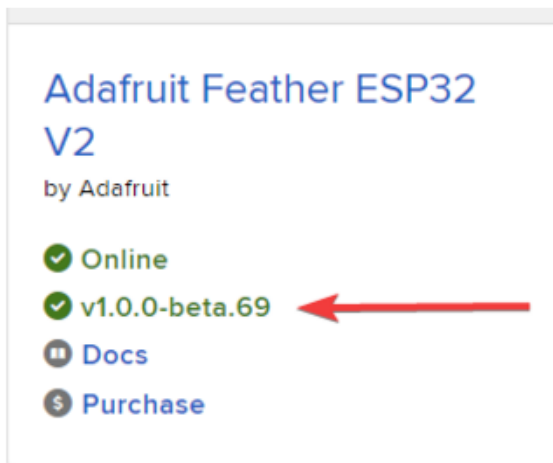 Adafruit Feather ESP32
V2
by Adafruit
Online
v1.0.0-beta.69
Docs
$ Purchase